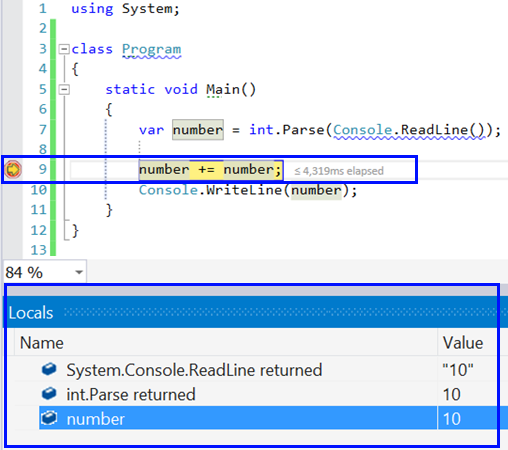 1 using System;
2
3 class Program
4 {
5 static void Main()
6 {
7 var number = int.Parse(Console.ReadLine());
8
9 number += number; ≤ 4,319ms elapsed
10 Console.WriteLine(number);
11 }
12 }
13
84 %
Locals
Name Value
System.Console.ReadLine returned "10"
int.Parse returned 10
number 10